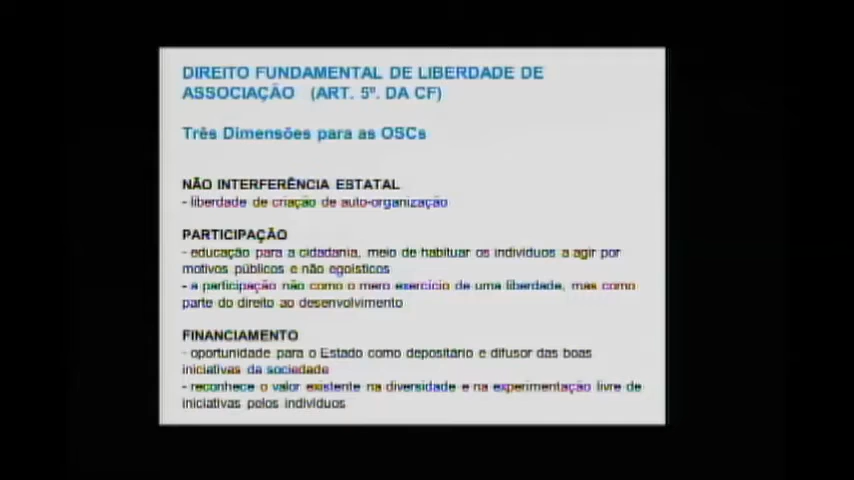 DIREITO FUNDAMENTAL DE LIBERDADE DE
ASSOCIAÇÃO (ART. 5º. DA CF)
Três Dimensões para as OSCs
NÃO INTERFERÊNCIA ESTATAL
- liberdade de criação de auto-organização
PARTICIPAÇÃO
- educação para a cidadania, meio de habituar os indivíduos a agir por
motivos públicos e não egoísticos
- a participação não como o mero exercício de uma liberdade, mas como
parte do direito ao desenvolvimento
FINANCIAMENTO
- oportunidade para o Estado como depositário e difusor das boas
iniciativas da sociedade
- reconhece o valor existente na diversidade e na experimentação livre de
iniciativas pelos indivíduos